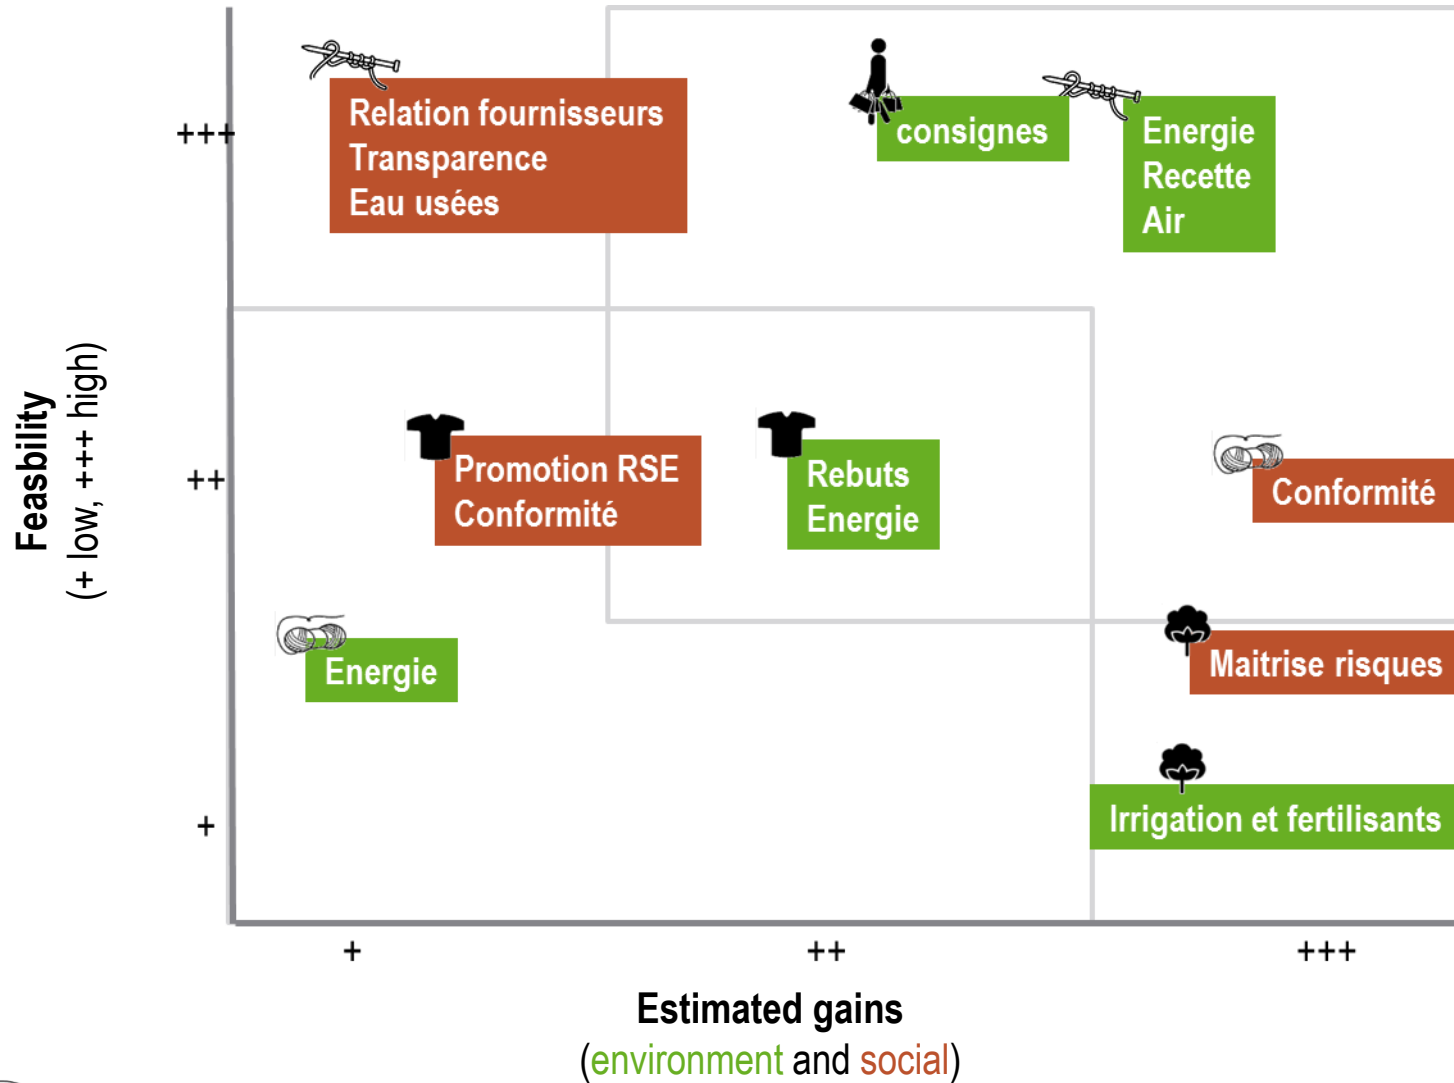 +++
Relation fournisseurs
Transparence
Eau usées
consignes
Energie
Recette
Air
Feasbility
(+ low, +++ high)
++
Promotion RSE
Conformité
Rebuts
Energie
Conformité
Energie
Maitrise risques
+
Irrigation et fertilisants
+
++
+++
Estimated gains
(environment and social)